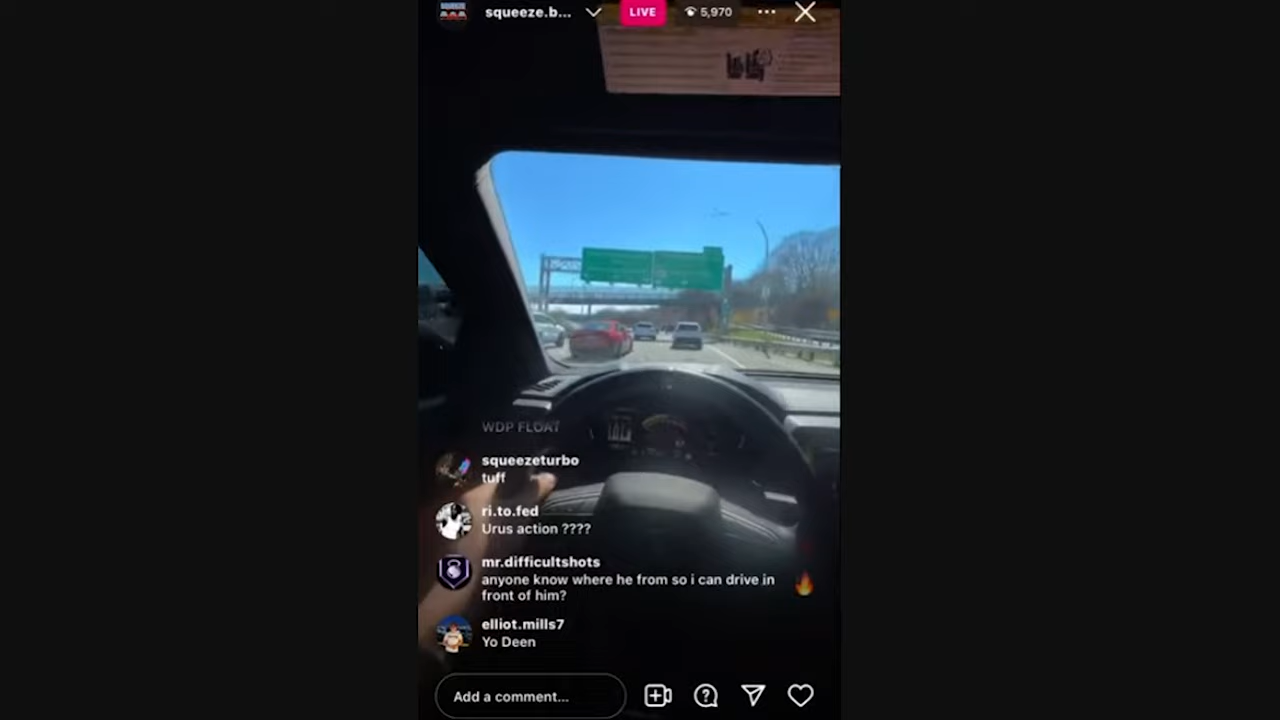 squeeze.b...
LIVE
5,970
WDP FLOAT
squeezeturbo
tuff
ri.to.fed
Urus action ????
mr.difficultshots
anyone know where he from so i can drive in
front of him?
elliot.mills7
Yo Deen
Add a comment...